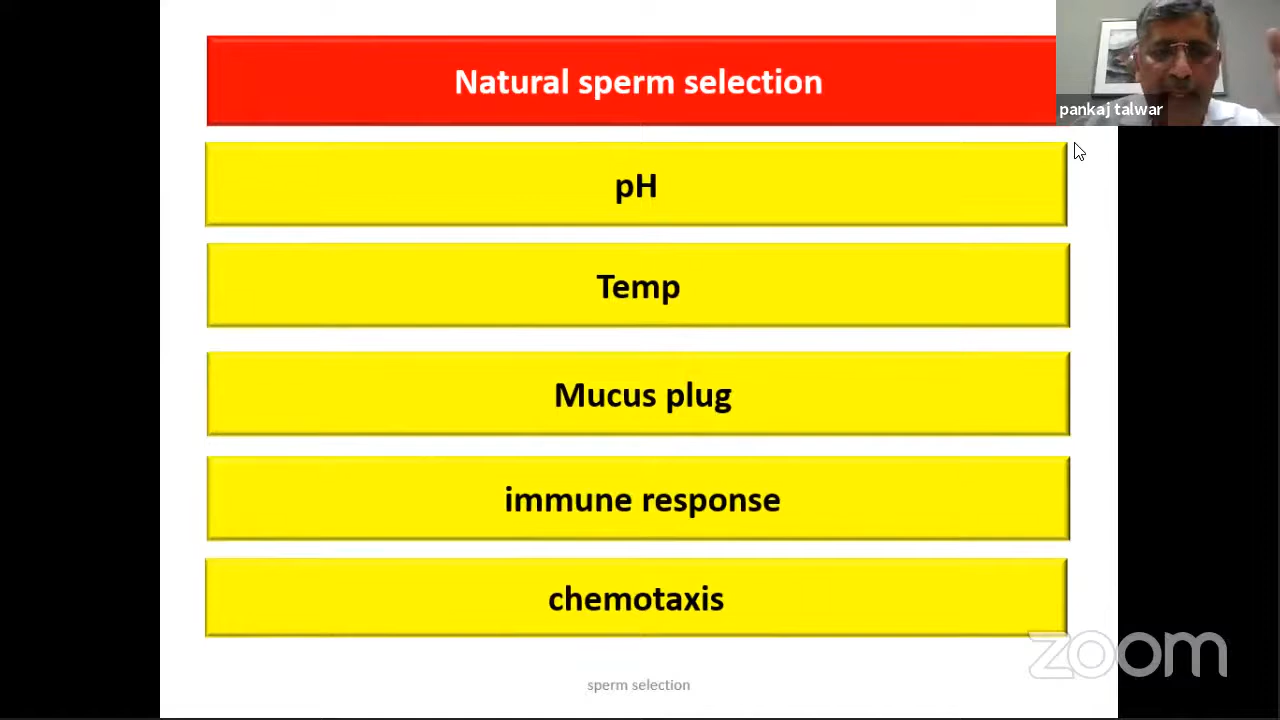 Natural sperm selection
pankaj talwar
pH
Temp
Mucus plug
immune response
chemotaxis
zoom
sperm selection